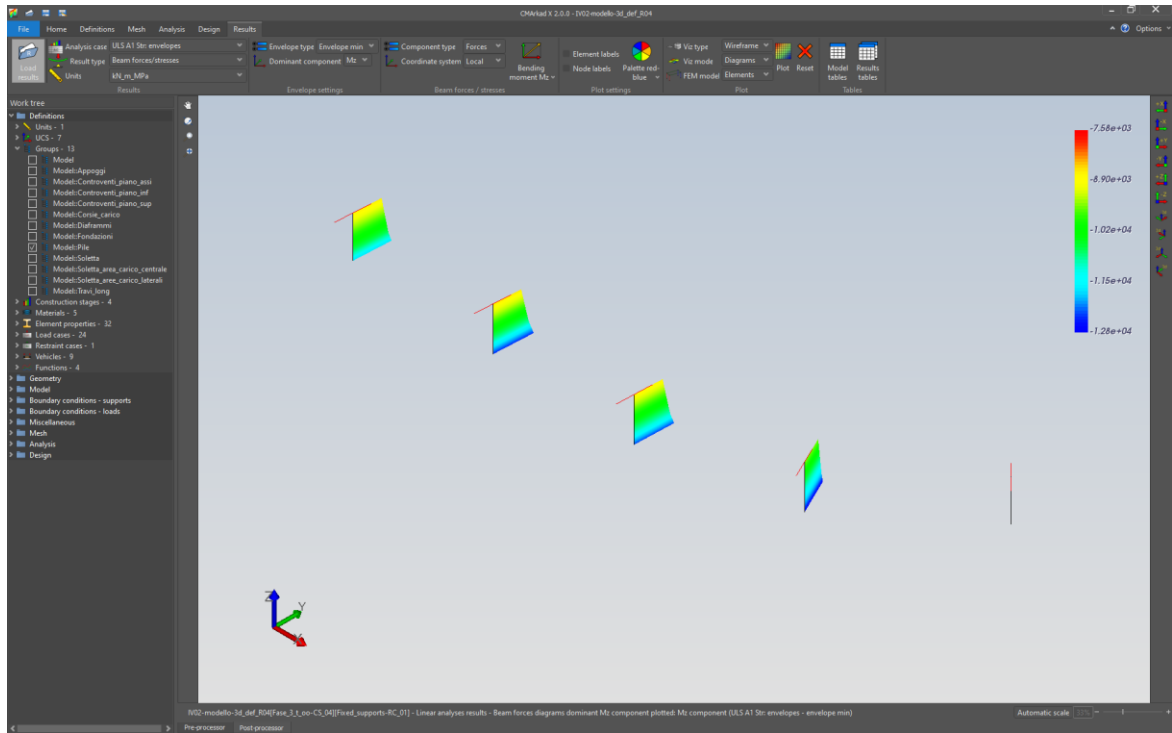 CMArkad X 2.0.0 - IV02-modello-3d_def_R04
File Home Definitions Mesh Analysis Design Results
Options
Load results
Analysis case ULS A1 Str: envelopes
Result type Beam forces/stresses
Units kN_m_MPa
Results
Envelope type Envelope min
Dominant component Mz
Envelope settings
Component type Forces
Coordinate system Local
Bending moment Mz
Beam forces / stresses
Element labels
Node labels
Palette red-blue
Plot settings
Viz type Wireframe
Viz mode Diagrams
FEM model Elements
Plot Reset
Plot
Model tables
Results tables
Tables
Work tree
Definitions
Units - 1
UCS - 7
Groups - 13
Model
Model::Appoggi
Model::Controventi_piano_assi
Model::Controventi_piano_inf
Model::Controventi_piano_sup
Model::Corsie_carico
Model::Diaframmi
Model::Fondazioni
Model::Pile
Model::Soletta
Model::Soletta_area_carico_centrale
Model::Soletta_aree_carico_laterali
Model::Travi_long
Construction stages - 4
Materials - 5
Element properties - 32
Load cases - 24
Restraint cases - 1
Vehicles - 9
Functions - 4
Geometry
Model
Boundary conditions - supports
Boundary conditions - loads
Miscellaneous
Mesh
Analysis
Design
-7.58e+03
-8.90e+03
-1.02e+04
-1.15e+04
-1.28e+04
Z
Y
X
IV02-modello-3d_def_R04[Fase_3_t_oo-CS_04][Fixed_supports-RC_01] - Linear analyses results - Beam forces diagrams dominant Mz component plotted: Mz component (ULS A1 Str: envelopes - envelope min)
Automatic scale
Pre-processor Post-processor